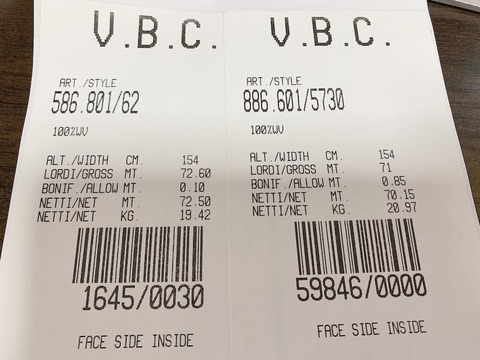 V.B.C.
ART./STYLE
586.801/62
100%WV
ALT./WIDTH CM. 154
LORDI/GROSS MT. 72.60
BONIF./ALLOW MT. 0.10
NETTI/NET MT. 72.50
NETTI/NET KG. 19.42
1645/0030
FACE SIDE INSIDE
V.B.C.
ART./STYLE
886.601/5730
100%WV
ALT./WIDTH CM. 154
LORDI/GROSS MT. 71
BONIF./ALLOW MT. 0.85
NETTI/NET MT. 70.15
NETTI/NET KG. 20.97
59846/0000
FACE SIDE INSIDE